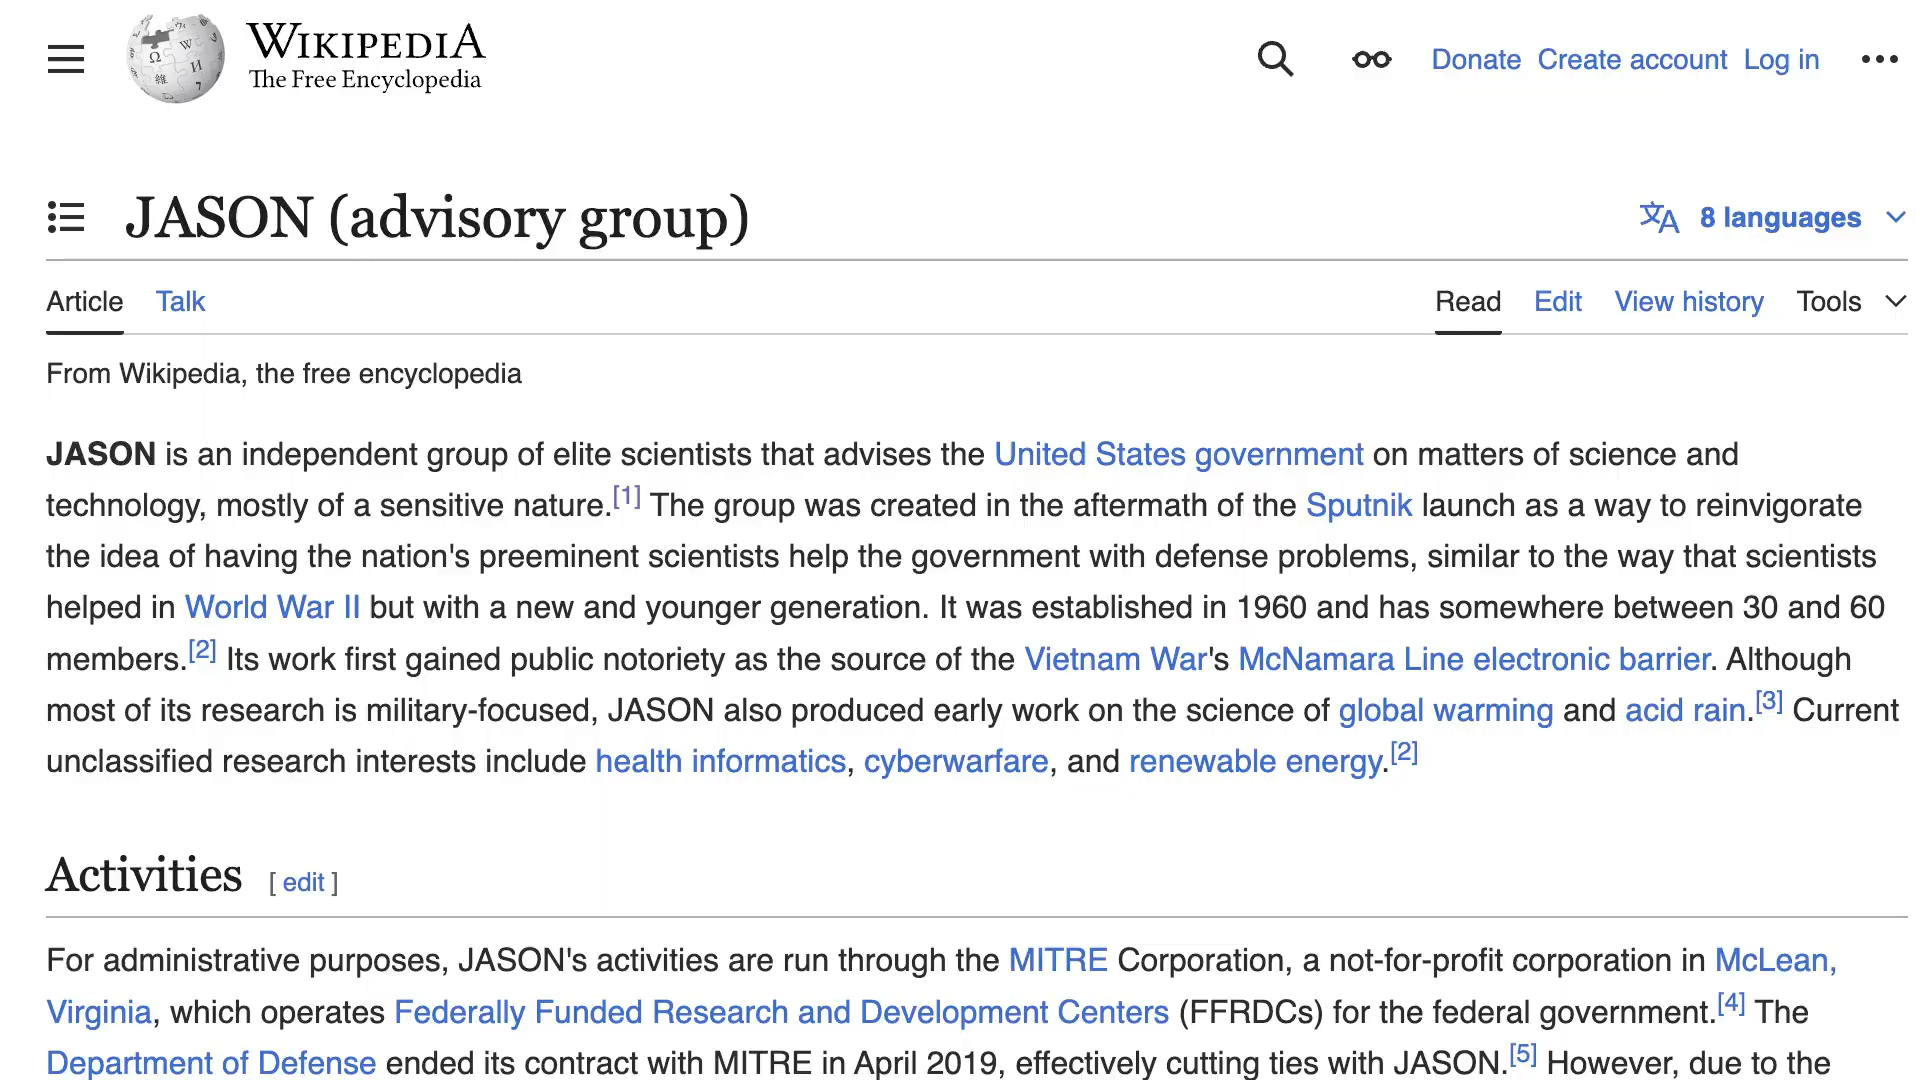 WIKIPEDIA
The Free Encyclopedia
Donate Create account Log in
JASON (advisory group)
8 languages
Article Talk
Read Edit View history Tools
From Wikipedia, the free encyclopedia
JASON is an independent group of elite scientists that advises the United States government on matters of science and
technology, mostly of a sensitive nature.[1] The group was created in the aftermath of the Sputnik launch as a way to reinvigorate
the idea of having the nation's preeminent scientists help the government with defense problems, similar to the way that scientists
helped in World War II but with a new and younger generation. It was established in 1960 and has somewhere between 30 and 60
members.[2] Its work first gained public notoriety as the source of the Vietnam War's McNamara Line electronic barrier. Although
most of its research is military-focused, JASON also produced early work on the science of global warming and acid rain.[3] Current
unclassified research interests include health informatics, cyberwarfare, and renewable energy.[2]
Activities [ edit ]
For administrative purposes, JASON's activities are run through the MITRE Corporation, a not-for-profit corporation in McLean,
Virginia, which operates Federally Funded Research and Development Centers (FFRDCs) for the federal government.[4] The
Department of Defense ended its contract with MITRE in April 2019, effectively cutting ties with JASON.[5] However, due to the